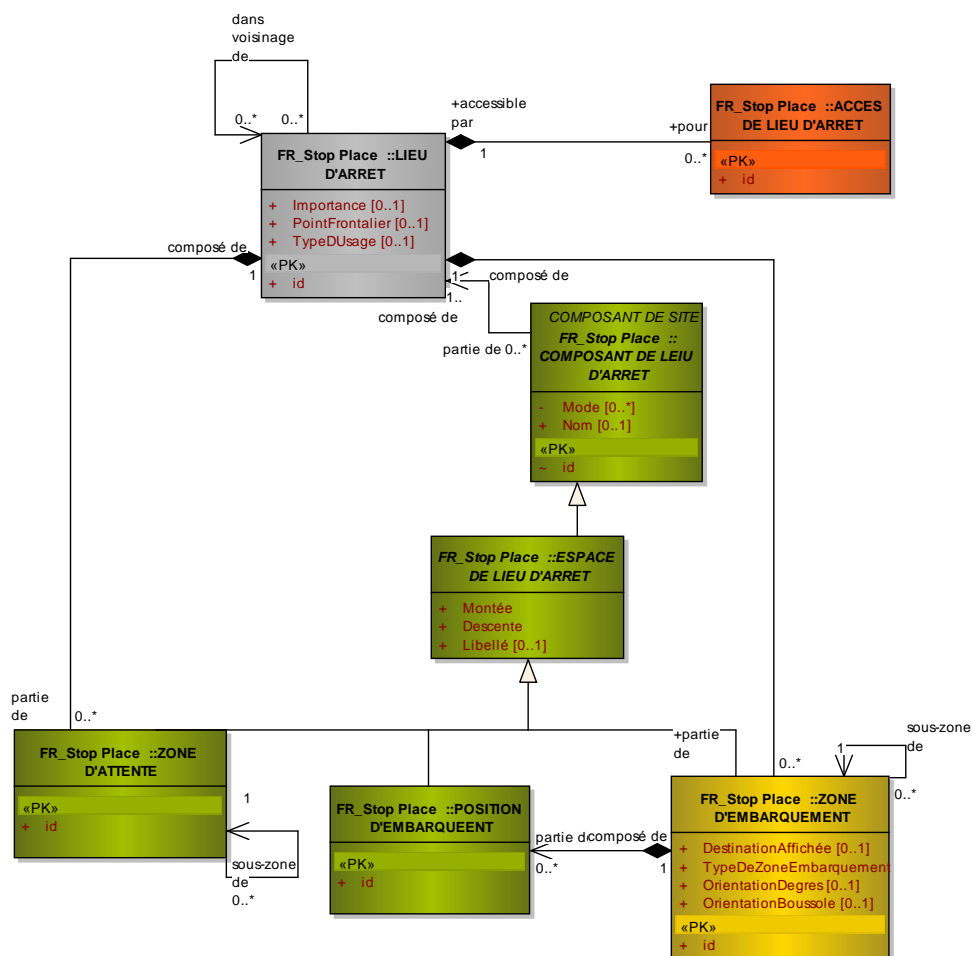 dans
voisinage
de
0..*
0..*
FR_Stop Place ::LIEU
D'ARRET
+ Importance [0..1]
+ PointFrontalier [0..1]
+ TypeDUsage [0..1]
«PK»
+ id
+accessible
par
1
+pour
0..*
FR_Stop Place ::ACCES
DE LIEU D'ARRET
«PK»
+ id
composé de
1
1
composé de
1..
composé de
partie de 0..*
COMPOSANT DE SITE
FR_Stop Place ::
COMPOSANT DE LEIU
D'ARRET
- Mode [0..*]
+ Nom [0..1]
«PK»
~ id
FR_Stop Place ::ESPACE
DE LIEU D'ARRET
+ Montée
+ Descente
+ Libellé [0..1]
partie
de
0..*
FR_Stop Place ::ZONE
D'ATTENTE
«PK»
+ id
1
sous-zone
de
0..*
FR_Stop Place ::POSITION
D'EMBARQUEENT
«PK»
+ id
partie
composé de
0..*
1
+partie
de
0..*
sous-zone
de
1
0..*
FR_Stop Place ::ZONE
D'EMBARQUEMENT
+ DestinationAffichée [0..1]
+ TypeDeZoneEmbarquement
+ OrientationDegres [0..1]
+ OrientationBoussole [0..1]
«PK»
+ id